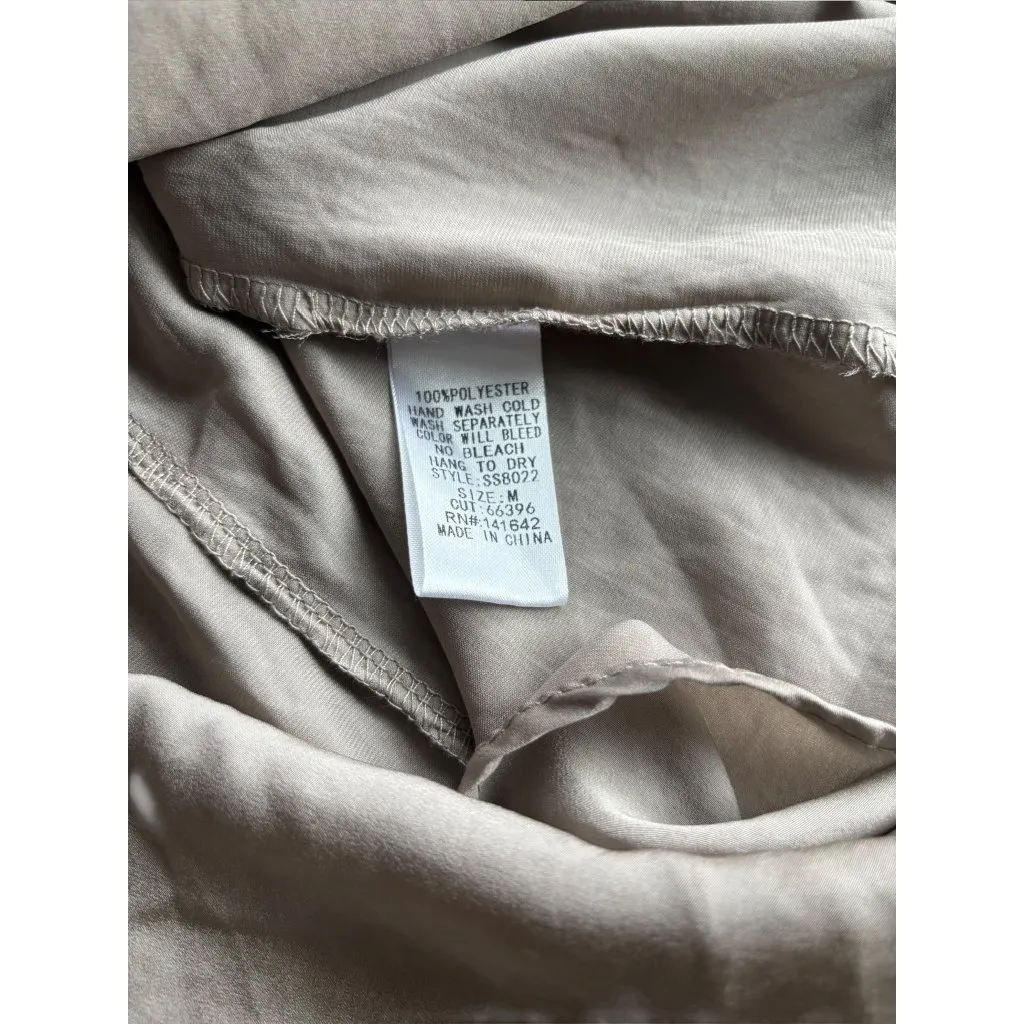 100%POLYESTER
HAND WASH COLD
WASH SEPARATELY
COLOR WILL BLEED
NO BLEACH
HANG TO DRY
STYLE:SS8022
SIZE:M
CUT:66396
RN#:141642
MADE IN CHINA